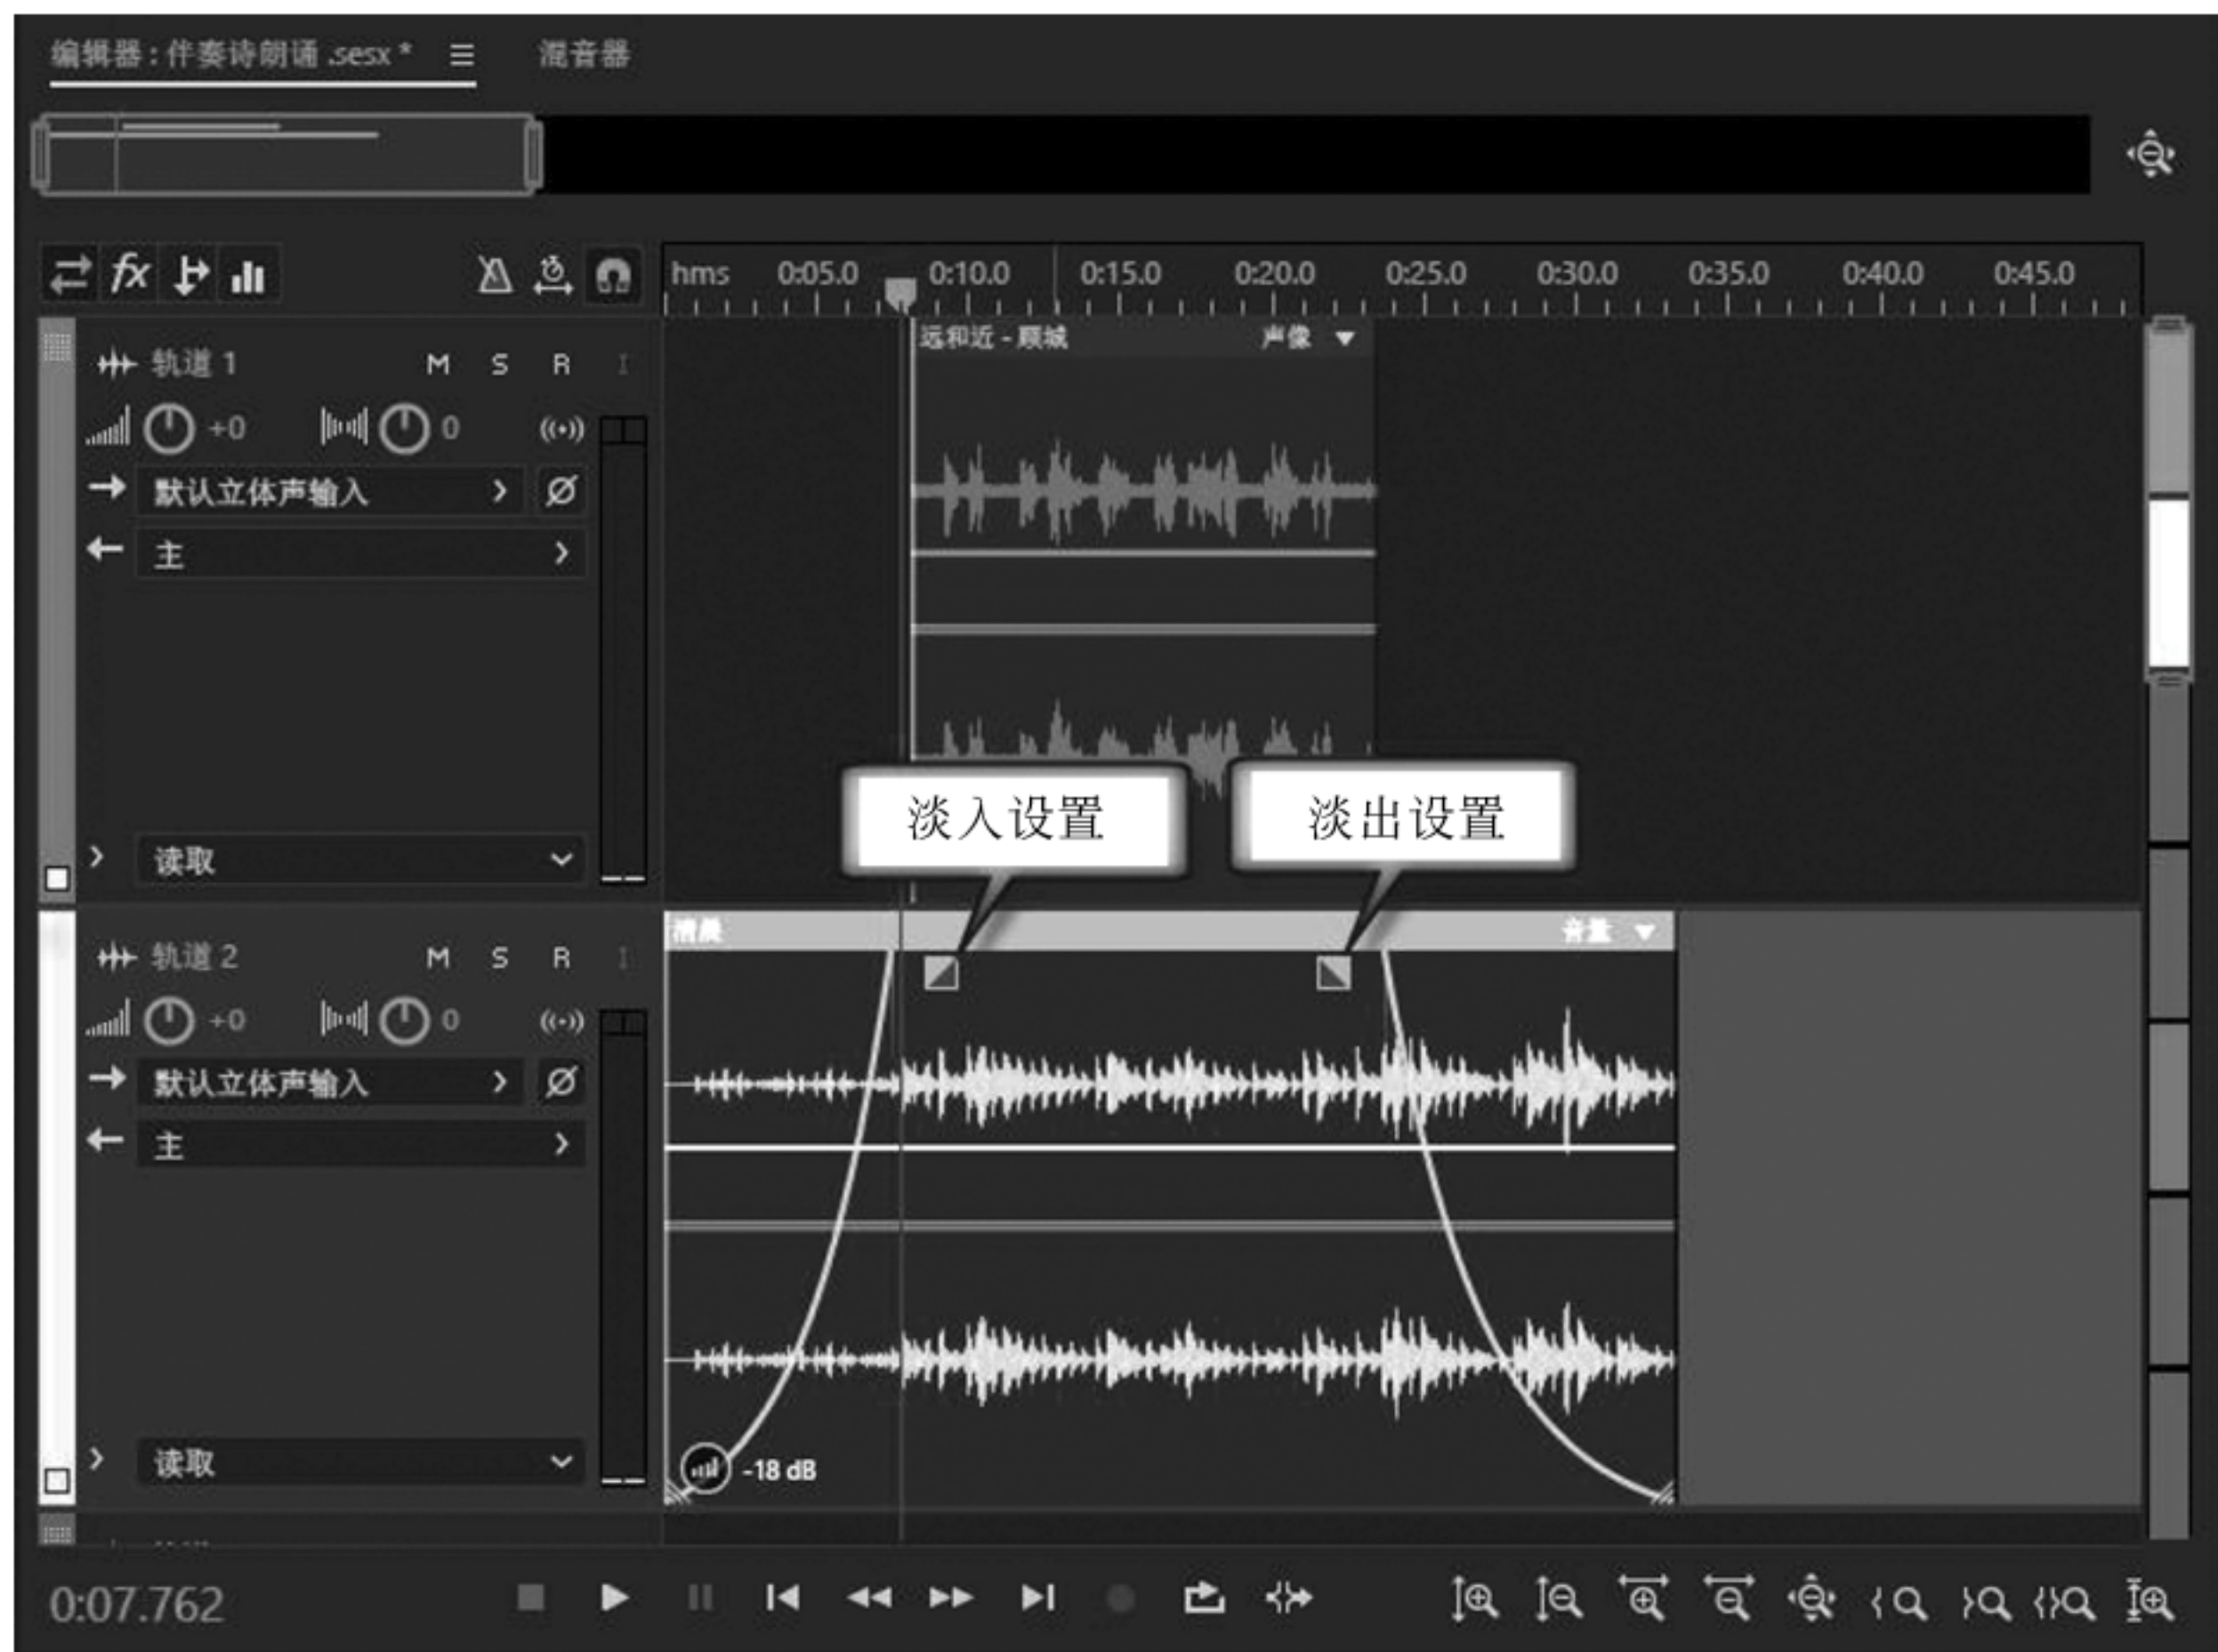 编辑器：伴奏诗朗诵 .sesx *
混音器
hms 0:05.0 0:10.0 0:15.0 0:20.0 0:25.0 0:30.0 0:35.0 0:40.0 0:45.0
远和近 - 顾城 声像
轨道 1 M S R I
+0 0
默认立体声输入
主
读取
淡入设置
淡出设置
清晨 音量
轨道 2 M S R I
+0 0
默认立体声输入
主
读取
-18 dB
0:07.762